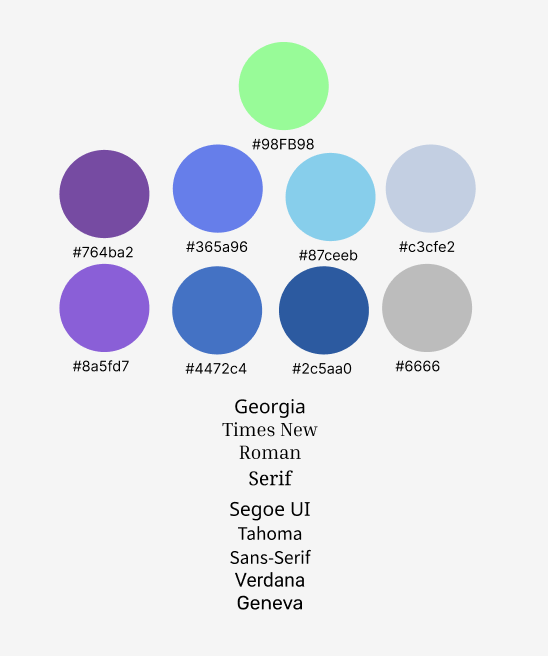 #98FB98
#764ba2
#365a96
#87ceeb
#c3cfe2
#8a5fd7
#4472c4
#2c5aa0
#6666
Georgia
Times New
Roman
Serif
Segoe UI
Tahoma
Sans-Serif
Verdana
Geneva